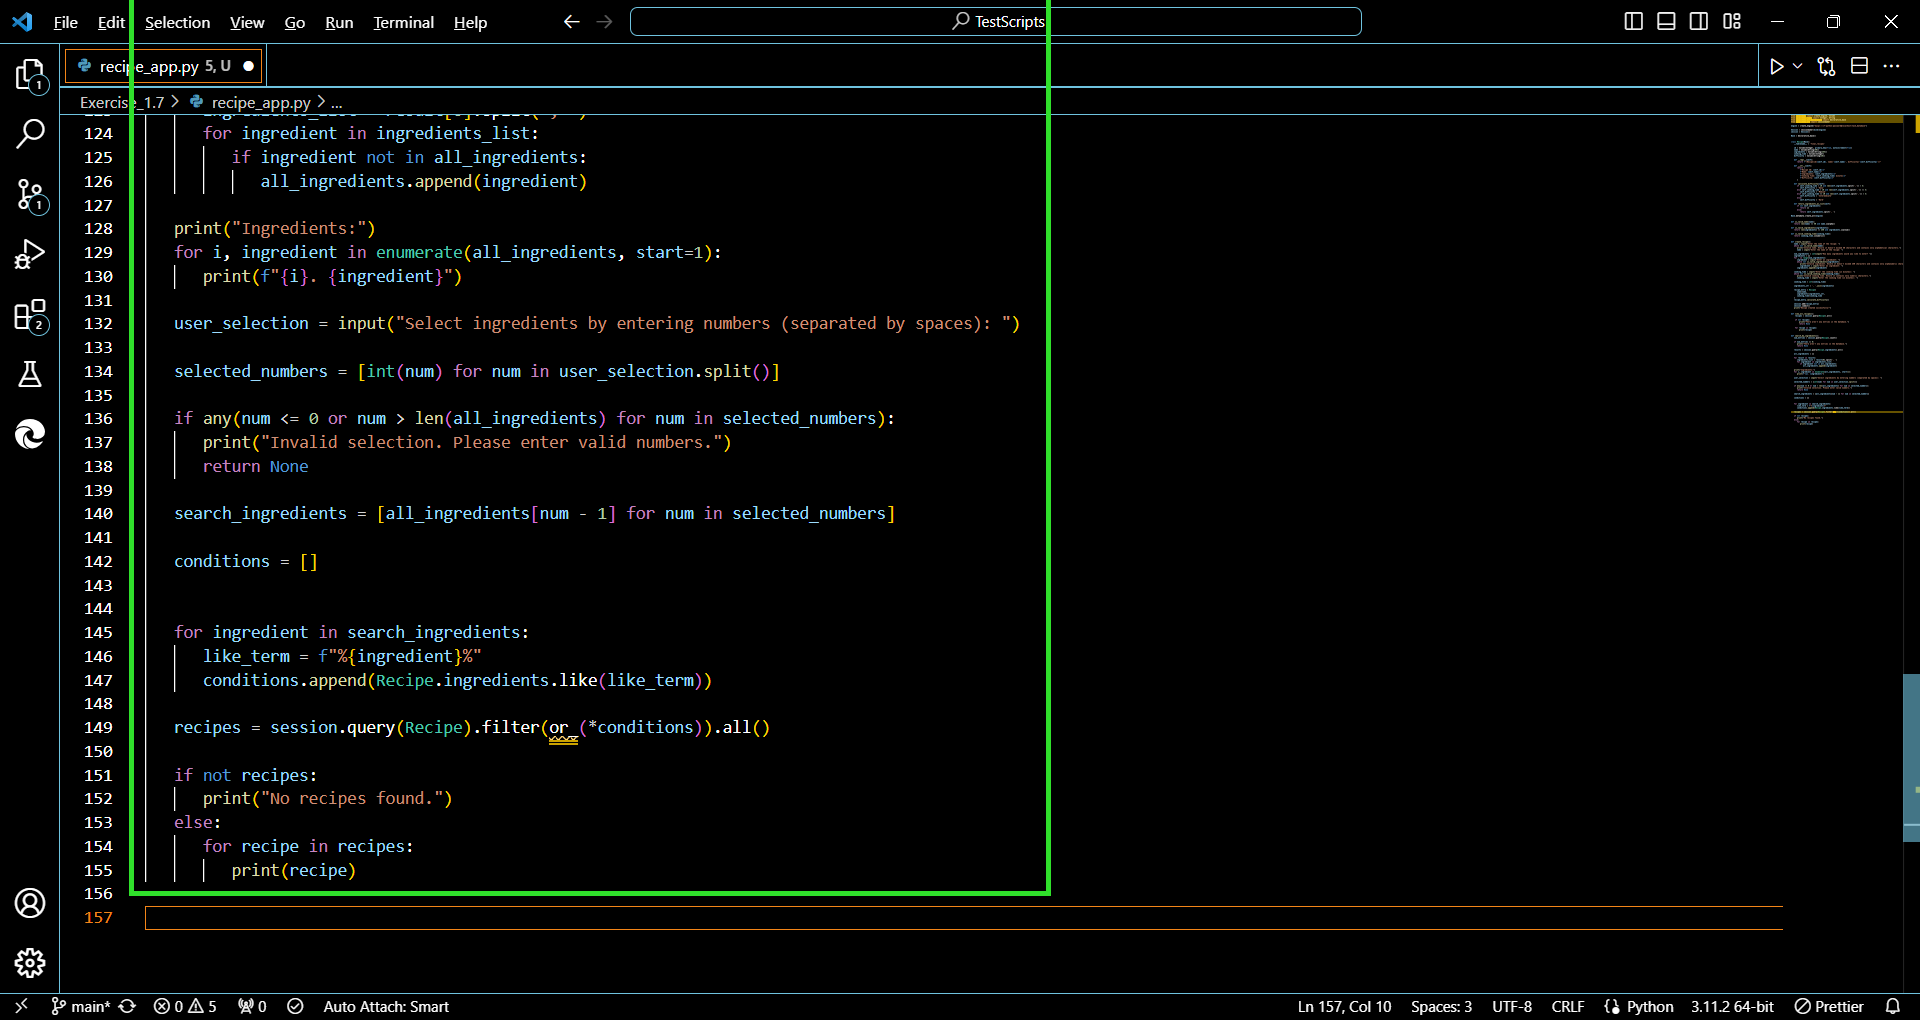 File Edit Selection View Go Run Terminal Help TestScripts
recipe_app.py 5, U
Exercise_1.7 > recipe_app.py > ...
124 for ingredient in ingredients_list:
125 if ingredient not in all_ingredients:
126 all_ingredients.append(ingredient)
127
128 print("Ingredients:")
129 for i, ingredient in enumerate(all_ingredients, start=1):
130 print(f"{i}. {ingredient}")
131
132 user_selection = input("Select ingredients by entering numbers (separated by spaces): ")
133
134 selected_numbers = [int(num) for num in user_selection.split()]
135
136 if any(num <= 0 or num > len(all_ingredients) for num in selected_numbers):
137 print("Invalid selection. Please enter valid numbers.")
138 return None
139
140 search_ingredients = [all_ingredients[num - 1] for num in selected_numbers]
141
142 conditions = []
143
144
145 for ingredient in search_ingredients:
146 like_term = f"%{ingredient}%"
147 conditions.append(Recipe.ingredients.like(like_term))
148
149 recipes = session.query(Recipe).filter(or_(*conditions)).all()
150
151 if not recipes:
152 print("No recipes found.")
153 else:
154 for recipe in recipes:
155 print(recipe)
156
157
1
1
2
main* 0 5 0 Auto Attach: Smart Ln 157, Col 10 Spaces: 3 UTF-8 CRLF Python 3.11.2 64-bit Prettier